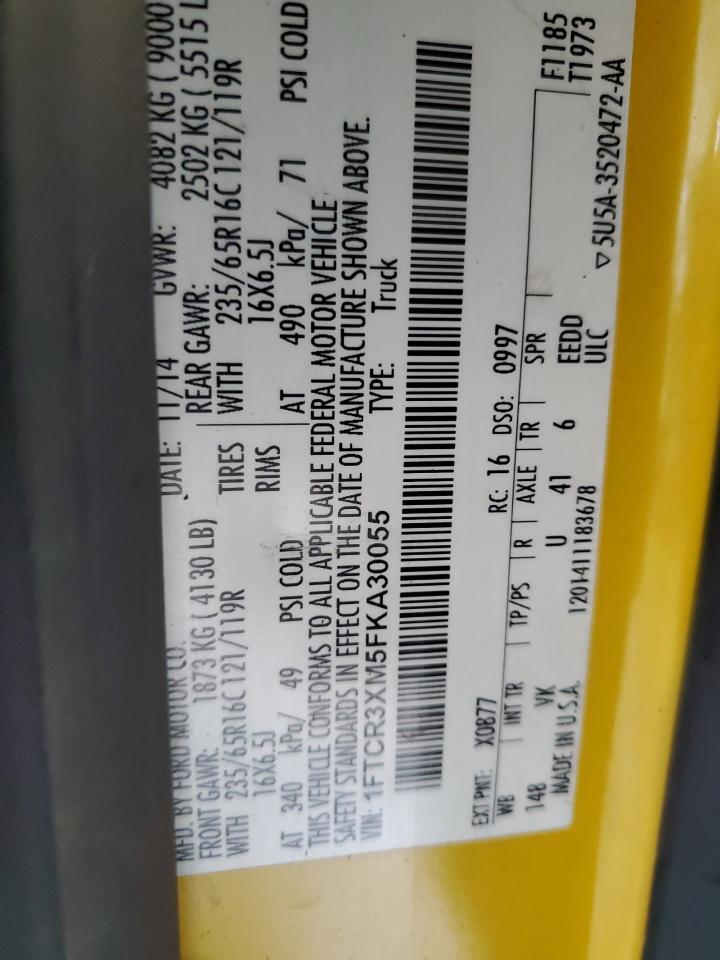 MFD. BY FORD MOTOR CO. DATE: 11/14 GVWR: 4082 KG ( 9000
FRONT GAWR: 1873 KG ( 4130 LB) REAR GAWR: 2502 KG ( 5515 L
WITH 235/65R16C 121/119R TIRES WITH 235/65R16C 121/119R
16X6.5J RIMS 16X6.5J
AT 340 kPa/ 49 PSI COLD AT 490 kPa/ 71 PSI COLD
THIS VEHICLE CONFORMS TO ALL APPLICABLE FEDERAL MOTOR VEHICLE
SAFETY STANDARDS IN EFFECT ON THE DATE OF MANUFACTURE SHOWN ABOVE.
VIN: 1FTCR3XM5FKA30055 TYPE: Truck
F1185
T1973
EXT PNT: X0877 RC: 16 DSO: 0997
WB INT TR TP/PS R AXLE TR SPR
148 VK U 41 6 EEDD
ULC
MADE IN U.S.A. 1201411183678
▽5U5A-3520472-AA